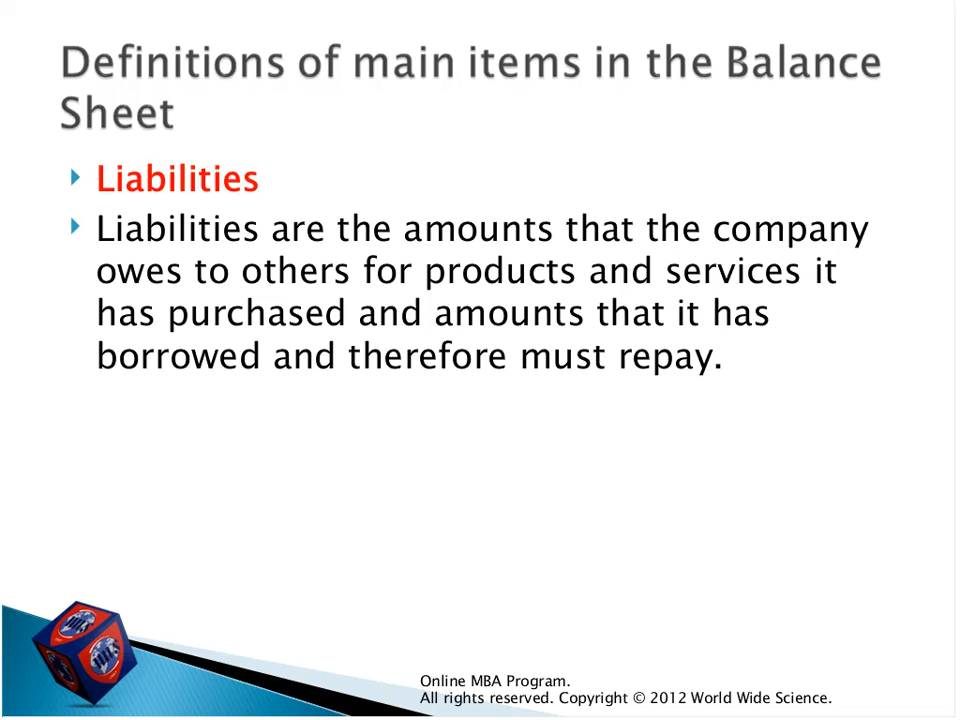 Definitions of main items in the Balance
Sheet
Liabilities
Liabilities are the amounts that the company
owes to others for products and services it
has purchased and amounts that it has
borrowed and therefore must repay.
Online MBA Program.
All rights reserved. Copyright © 2012 World Wide Science.